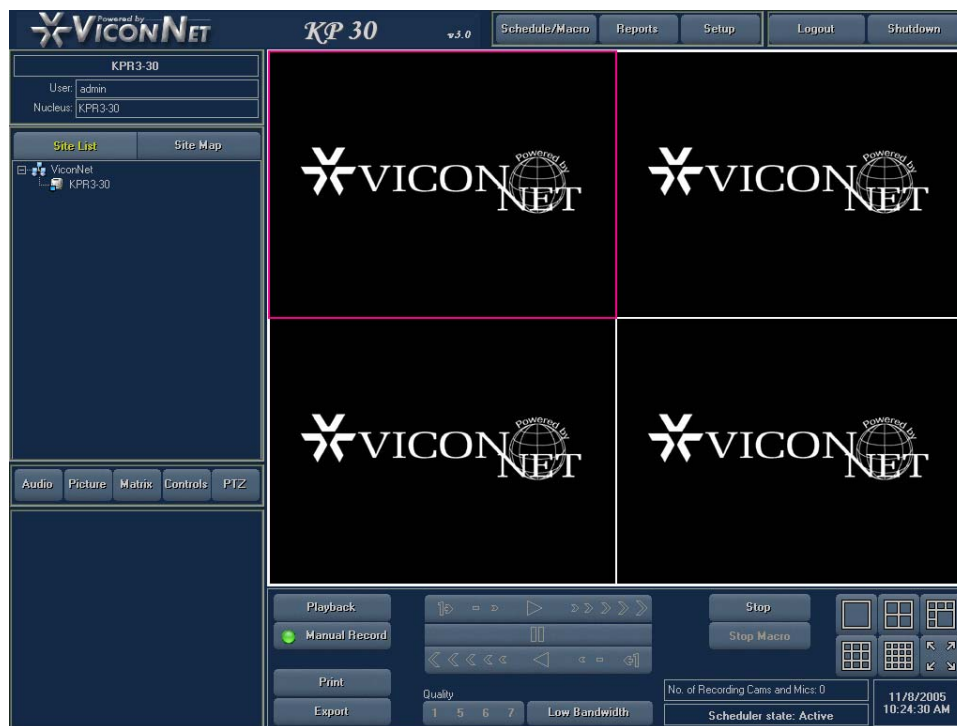 Powered by
VICONNET
KP 30 v3.0
Schedule/Macro Reports Setup Logout Shutdown
KPR3-30
User: admin
Nucleus: KPR3-30
Site List Site Map
ViconNet
KPR3-30
Powered by
VICON NET
Powered by
VICON NET
Powered by
VICON NET
Powered by
VICON NET
Audio Picture Matrix Controls PTZ
Playback
Manual Record
Print
Export
Quality
1 5 6 7 Low Bandwidth
Stop
Stop Macro
No. of Recording Cams and Mics: 0
Scheduler state: Active
11/8/2005
10:24:30 AM